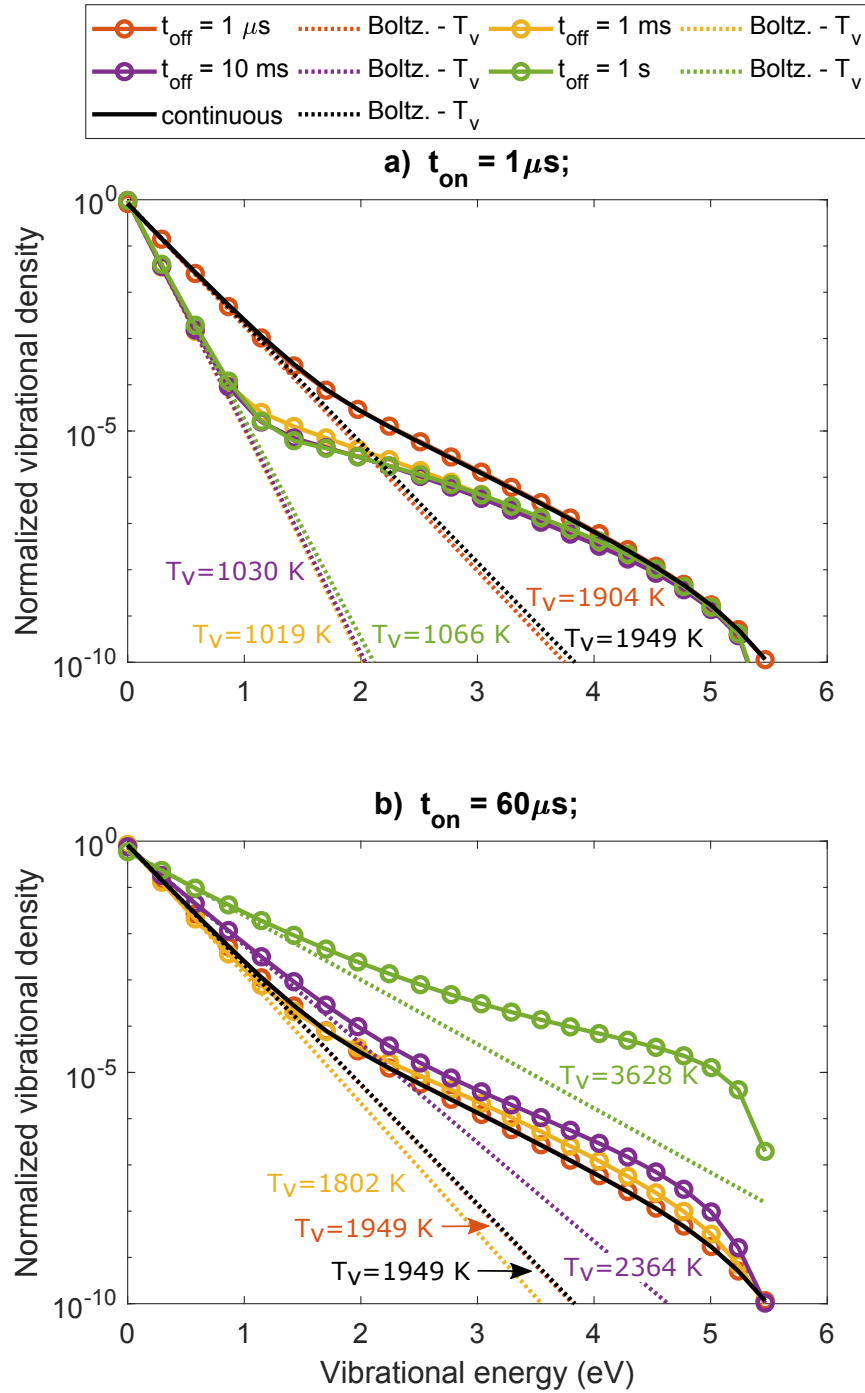 t_off = 1 μs Boltz. - T_v t_off = 1 ms Boltz. - T_v
t_off = 10 ms Boltz. - T_v t_off = 1 s Boltz. - T_v
continuous Boltz. - T_v
a) t_on = 1μs;
Normalized vibrational density
10^0
10^-5
10^-10
T_v=1030 K
T_v=1019 K
T_v=1066 K
T_v=1904 K
T_v=1949 K
0 1 2 3 4 5 6
b) t_on = 60μs;
Normalized vibrational density
10^0
10^-5
10^-10
T_v=3628 K
T_v=1802 K
T_v=1949 K
T_v=1949 K
T_v=2364 K
0 1 2 3 4 5 6
Vibrational energy (eV)